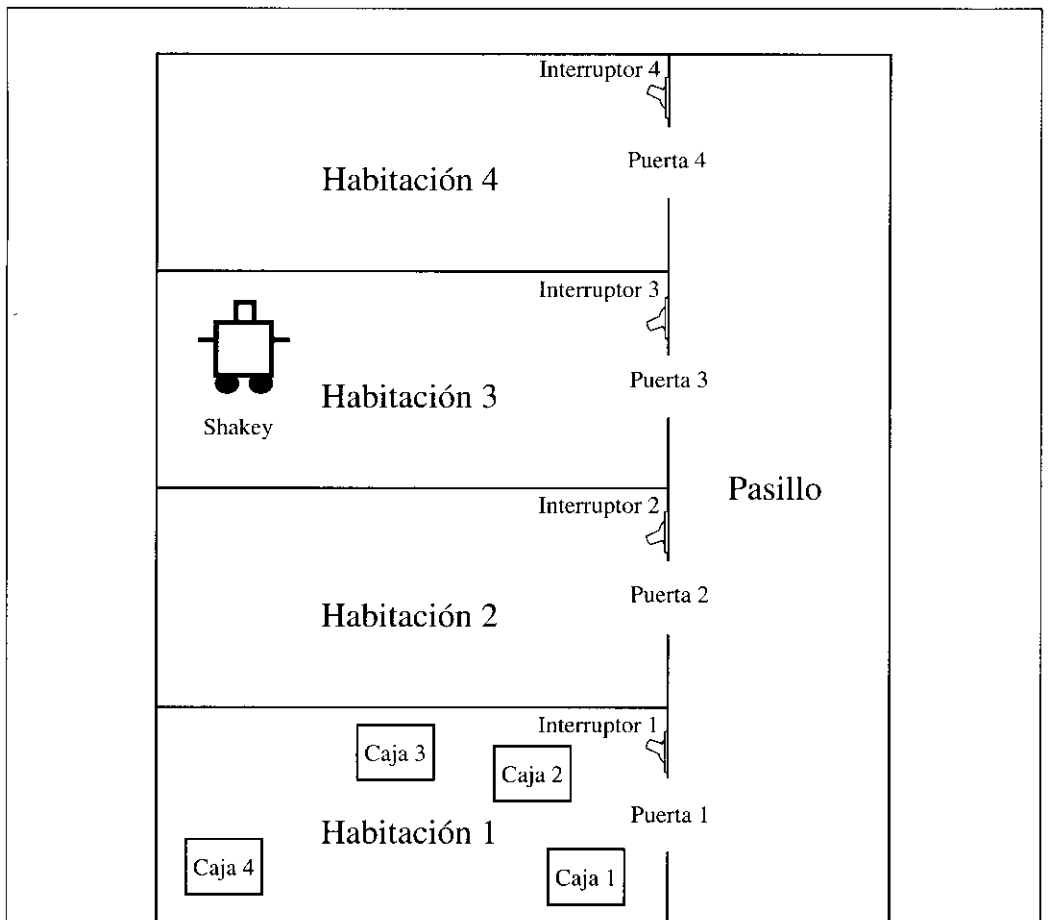 Interruptor 4
Puerta 4
Habitación 4
Interruptor 3
Puerta 3
Habitación 3
Shakey
Pasillo
Interruptor 2
Puerta 2
Habitación 2
Interruptor 1
Caja 3
Caja 2
Puerta 1
Habitación 1
Caja 4
Caja 1